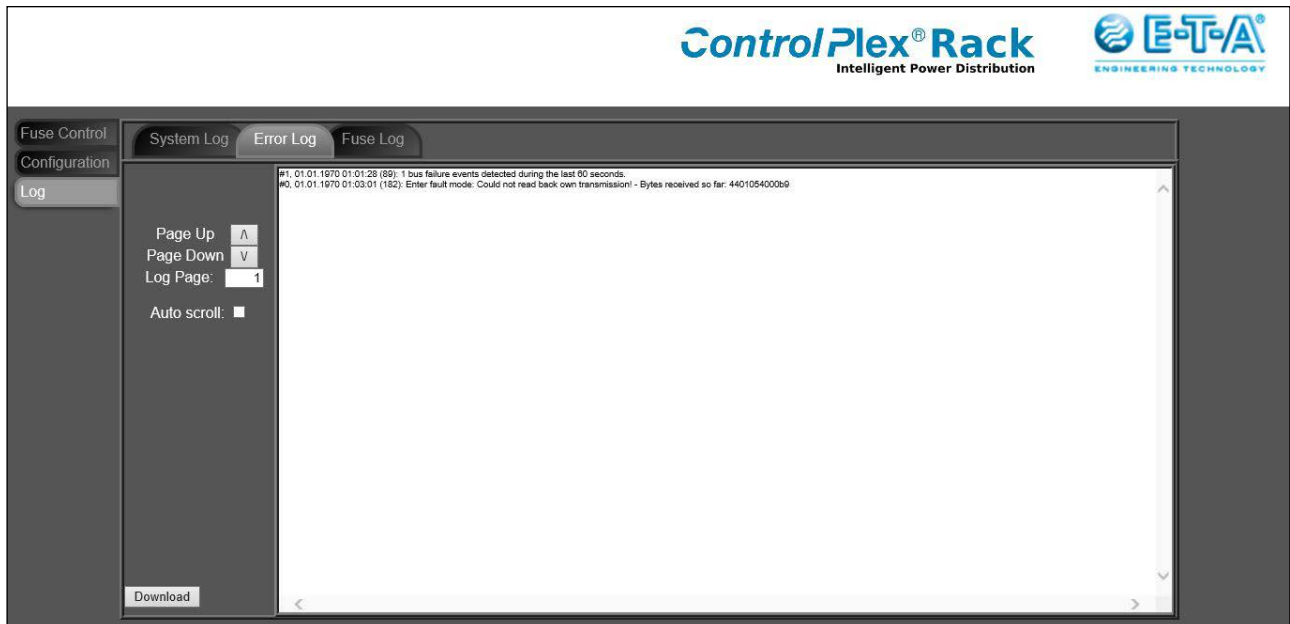 ControlPlex® Rack
Intelligent Power Distribution
E-T-A®
ENGINEERING TECHNOLOGY
Fuse Control
Configuration
Log
System Log
Error Log
Fuse Log
#1, 01.01.1970 01:01:28 (89): 1 bus failure events detected during the last 60 seconds.
#0, 01.01.1970 01:03:01 (182): Enter fault mode: Could not read back own transmission! - Bytes received so far: 4401054000b9
Page Up
Page Down
Log Page: 1
Auto scroll:
Download